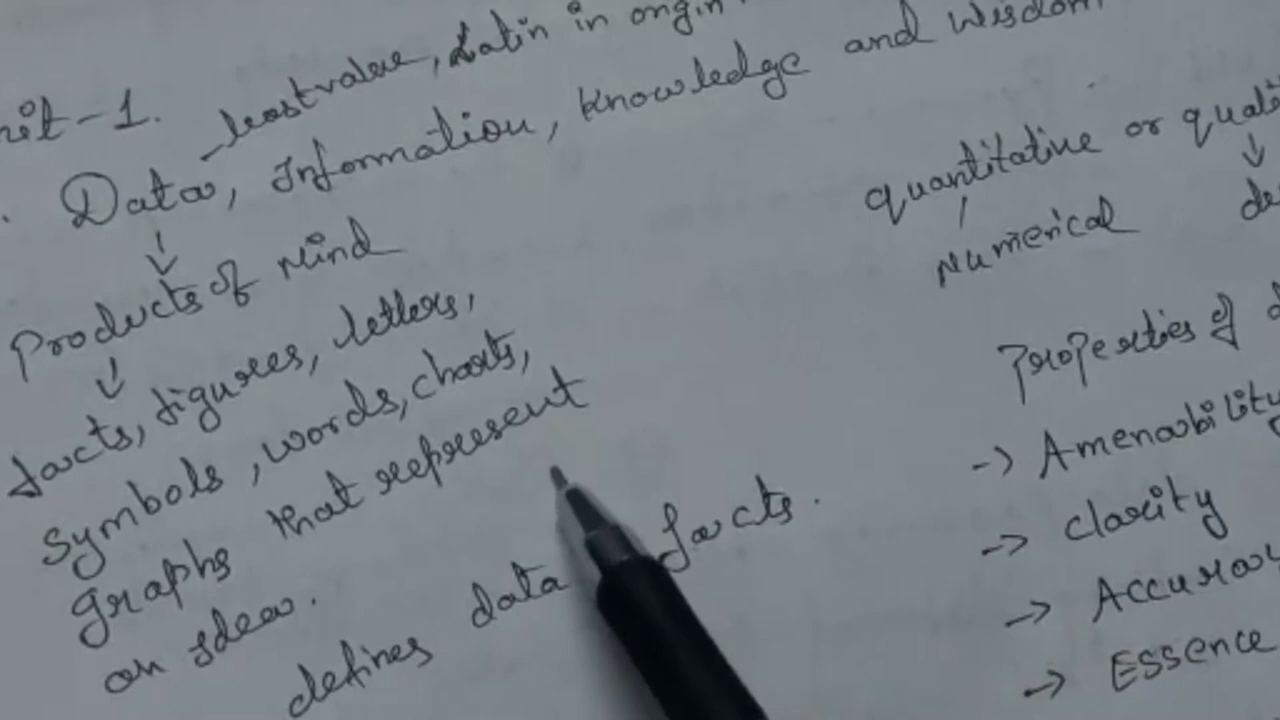 least value, Latin in origin
Unit-1.
Data, Information, Knowledge and Wisdom
↓
Products of Mind
↓
facts, figures, letters,
symbols, words, charts,
graphs that represent
an idea.
defines data facts.
quantitative or quali
↓
Numerical de
Properties of d
-> Amenability
-> Clarity
-> Accuracy
-> Essence